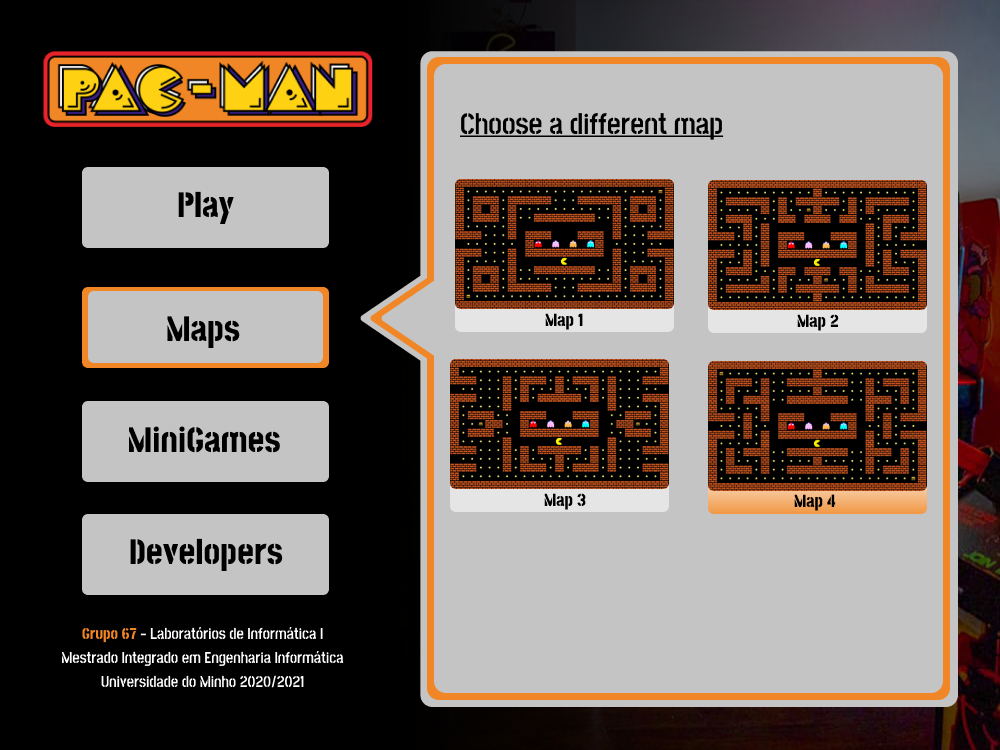 PAC-MAN
Play
Maps
MiniGames
Developers
Grupo 67 - Laboratórios de Informática I
Mestrado Integrado em Engenharia Informática
Universidade do Minho 2020/2021
Choose a different map
Map 1
Map 2
Map 3
Map 4